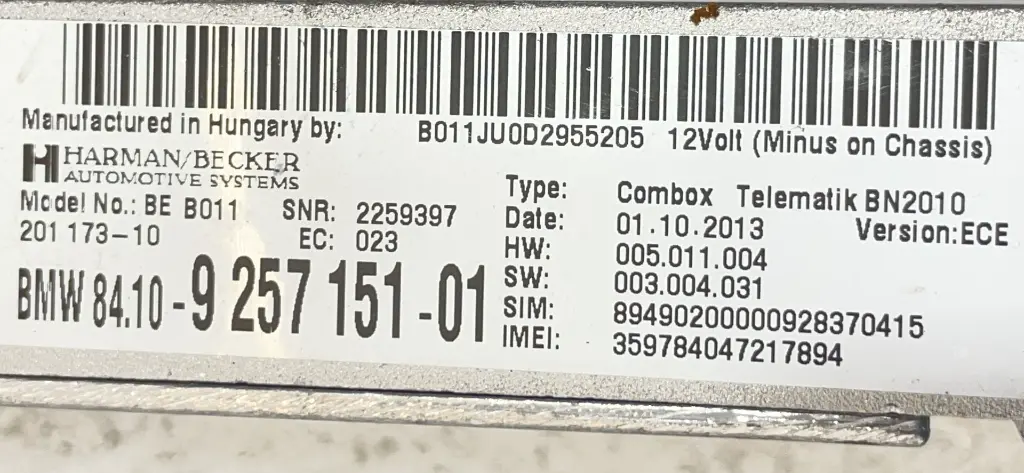 Manufactured in Hungary by: B011JU0D2955205 12Volt (Minus on Chassis)
HARMAN/BECKER
AUTOMOTIVE SYSTEMS
Model No.: BE B011 SNR: 2259397
201 173-10 EC: 023
BMW 84.10 -9 257 151 -01
Type: Combox Telematik BN2010
Date: 01.10.2013 Version:ECE
HW: 005.011.004
SW: 003.004.031
SIM: 89490200000928370415
IMEI: 359784047217894